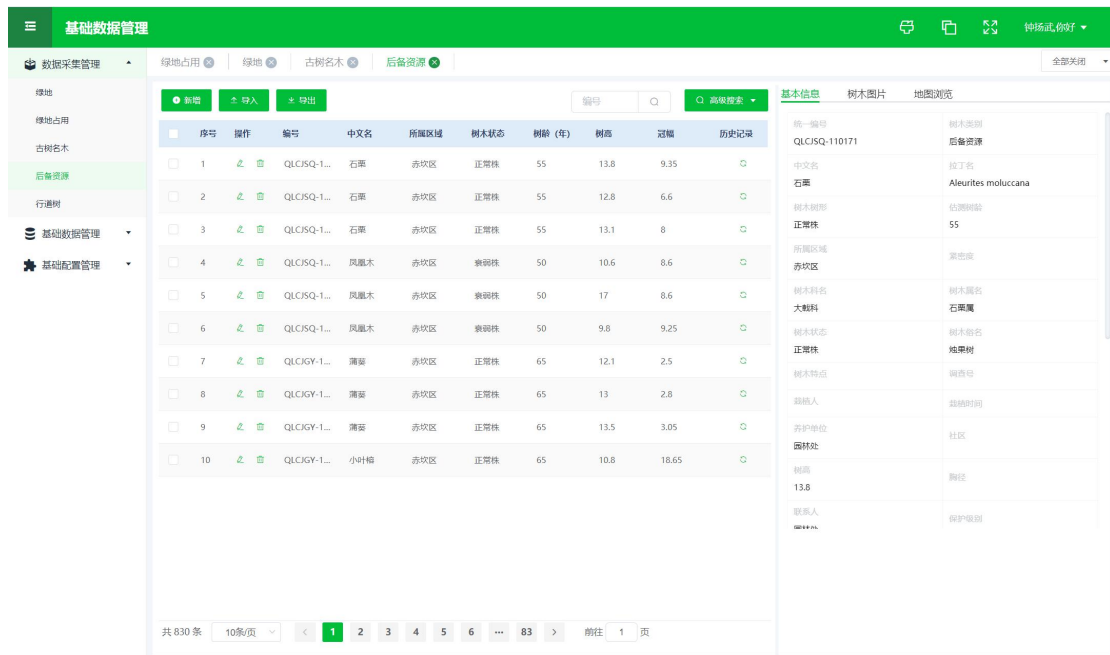 基础数据管理 钟扬武,你好
数据采集管理 绿地占用 绿地 古树名木 后备资源 全部关闭
绿地
绿地占用
古树名木
后备资源
行道树
基础数据管理
基础配置管理
新增 导入 导出 编号 高级搜索
序号 操作 编号 中文名 所属区域 树木状态 树龄（年） 树高 冠幅 历史记录
1 QLCJSQ-1... 石栗 赤坎区 正常株 55 13.8 9.35
2 QLCJSQ-1... 石栗 赤坎区 正常株 55 12.8 6.6
3 QLCJSQ-1... 石栗 赤坎区 正常株 55 13.1 8
4 QLCJSQ-1... 凤凰木 赤坎区 衰弱株 50 10.6 8.6
5 QLCJSQ-1... 凤凰木 赤坎区 衰弱株 50 17 8.6
6 QLCJSQ-1... 凤凰木 赤坎区 衰弱株 50 9.8 9.25
7 QLCJGY-1... 蒲葵 赤坎区 正常株 65 12.1 2.5
8 QLCJGY-1... 蒲葵 赤坎区 正常株 65 13 2.8
9 QLCJGY-1... 蒲葵 赤坎区 正常株 65 13.5 3.05
10 QLCJGY-1... 小叶榕 赤坎区 正常株 65 10.8 18.65
共 830 条 10条/页 1 2 3 4 5 6 ... 83 前往 1 页
基本信息 树木图片 地图浏览
统一编号 树木类别
QLCJSQ-110171 后备资源
中文名 拉丁名
石栗 Aleurites moluccana
树木树形 估测树龄
正常株 55
所属区域 紧密度
赤坎区
树木科名 树木属名
大戟科 石栗属
树木状态 树木俗名
正常株 烛果树
树木特点 调查号
栽植人 栽植时间
养护单位 社区
园林处
树高 胸径
13.8
联系人 保护级别
园林处